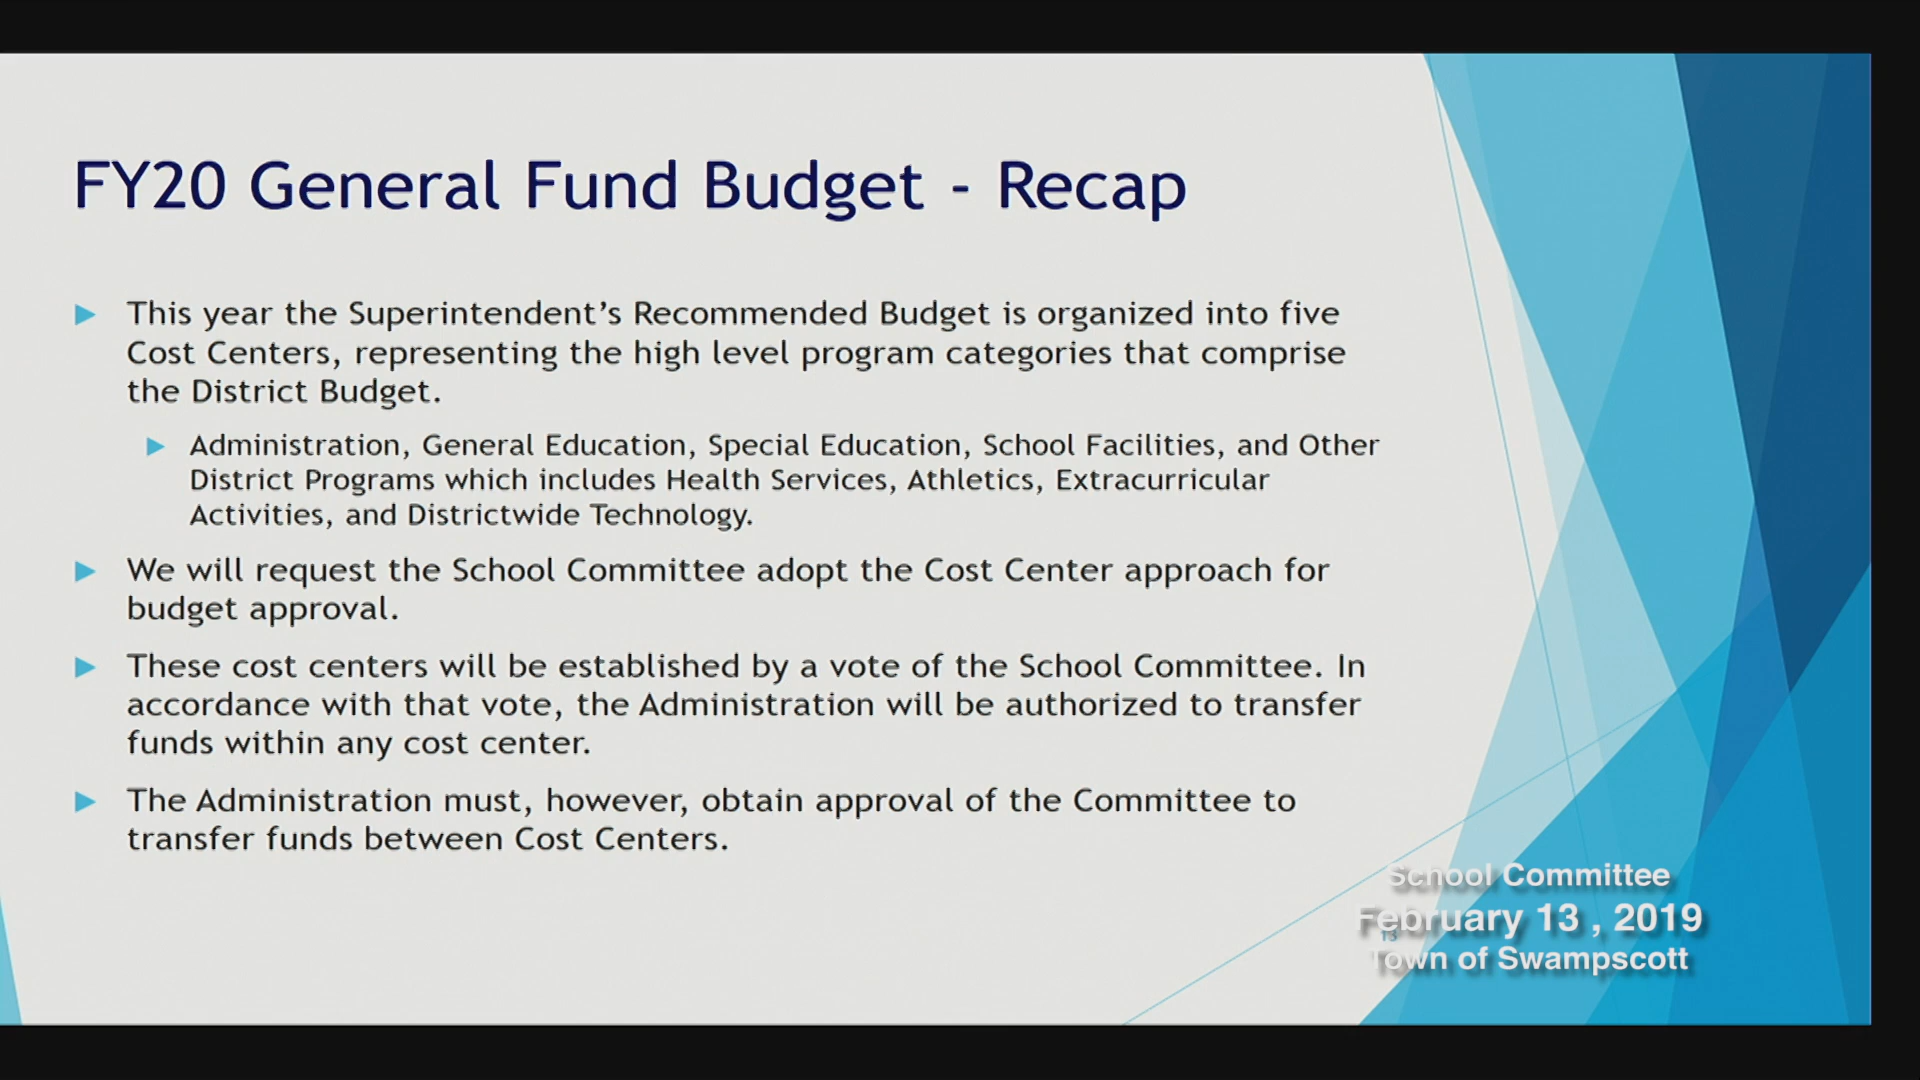 FY20 General Fund Budget - Recap
This year the Superintendent's Recommended Budget is organized into five
Cost Centers, representing the high level program categories that comprise
the District Budget.
Administration, General Education, Special Education, School Facilities, and Other
District Programs which includes Health Services, Athletics, Extracurricular
Activities, and Districtwide Technology.
We will request the School Committee adopt the Cost Center approach for
budget approval.
These cost centers will be established by a vote of the School Committee. In
accordance with that vote, the Administration will be authorized to transfer
funds within any cost center.
The Administration must, however, obtain approval of the Committee to
transfer funds between Cost Centers.
School Committee
February 13 , 2019
13
Town of Swampscott